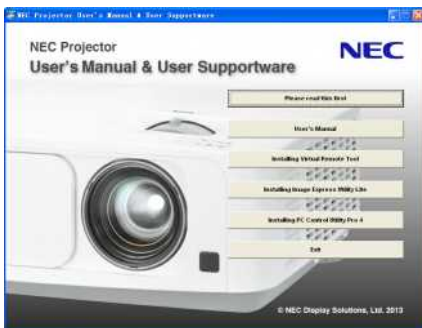 NEC Projector User's Manual & User Supportware
NEC Projector
NEC
User's Manual & User Supportware
Please read this first
User's Manual
Installing Virtual Remote Tool
Installing Image Express Utility Lite
Installing PC Control Utility Pro 4
Exit
© NEC Display Solutions, Ltd. 2013